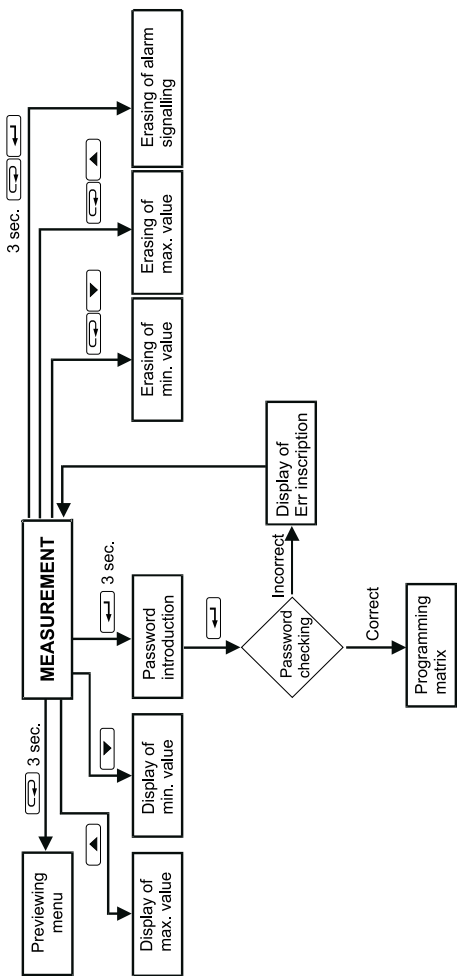 3 sec.
3 sec.
Previewing
menu
MEASUREMENT
3 sec.
Display of
max. value
Display of
min. value
Password
introduction
Erasing of
min. value
Erasing of
max. value
Erasing of alarm
signalling
Password
checking
Incorrect
Display of
Err inscription
Correct
Programming
matrix